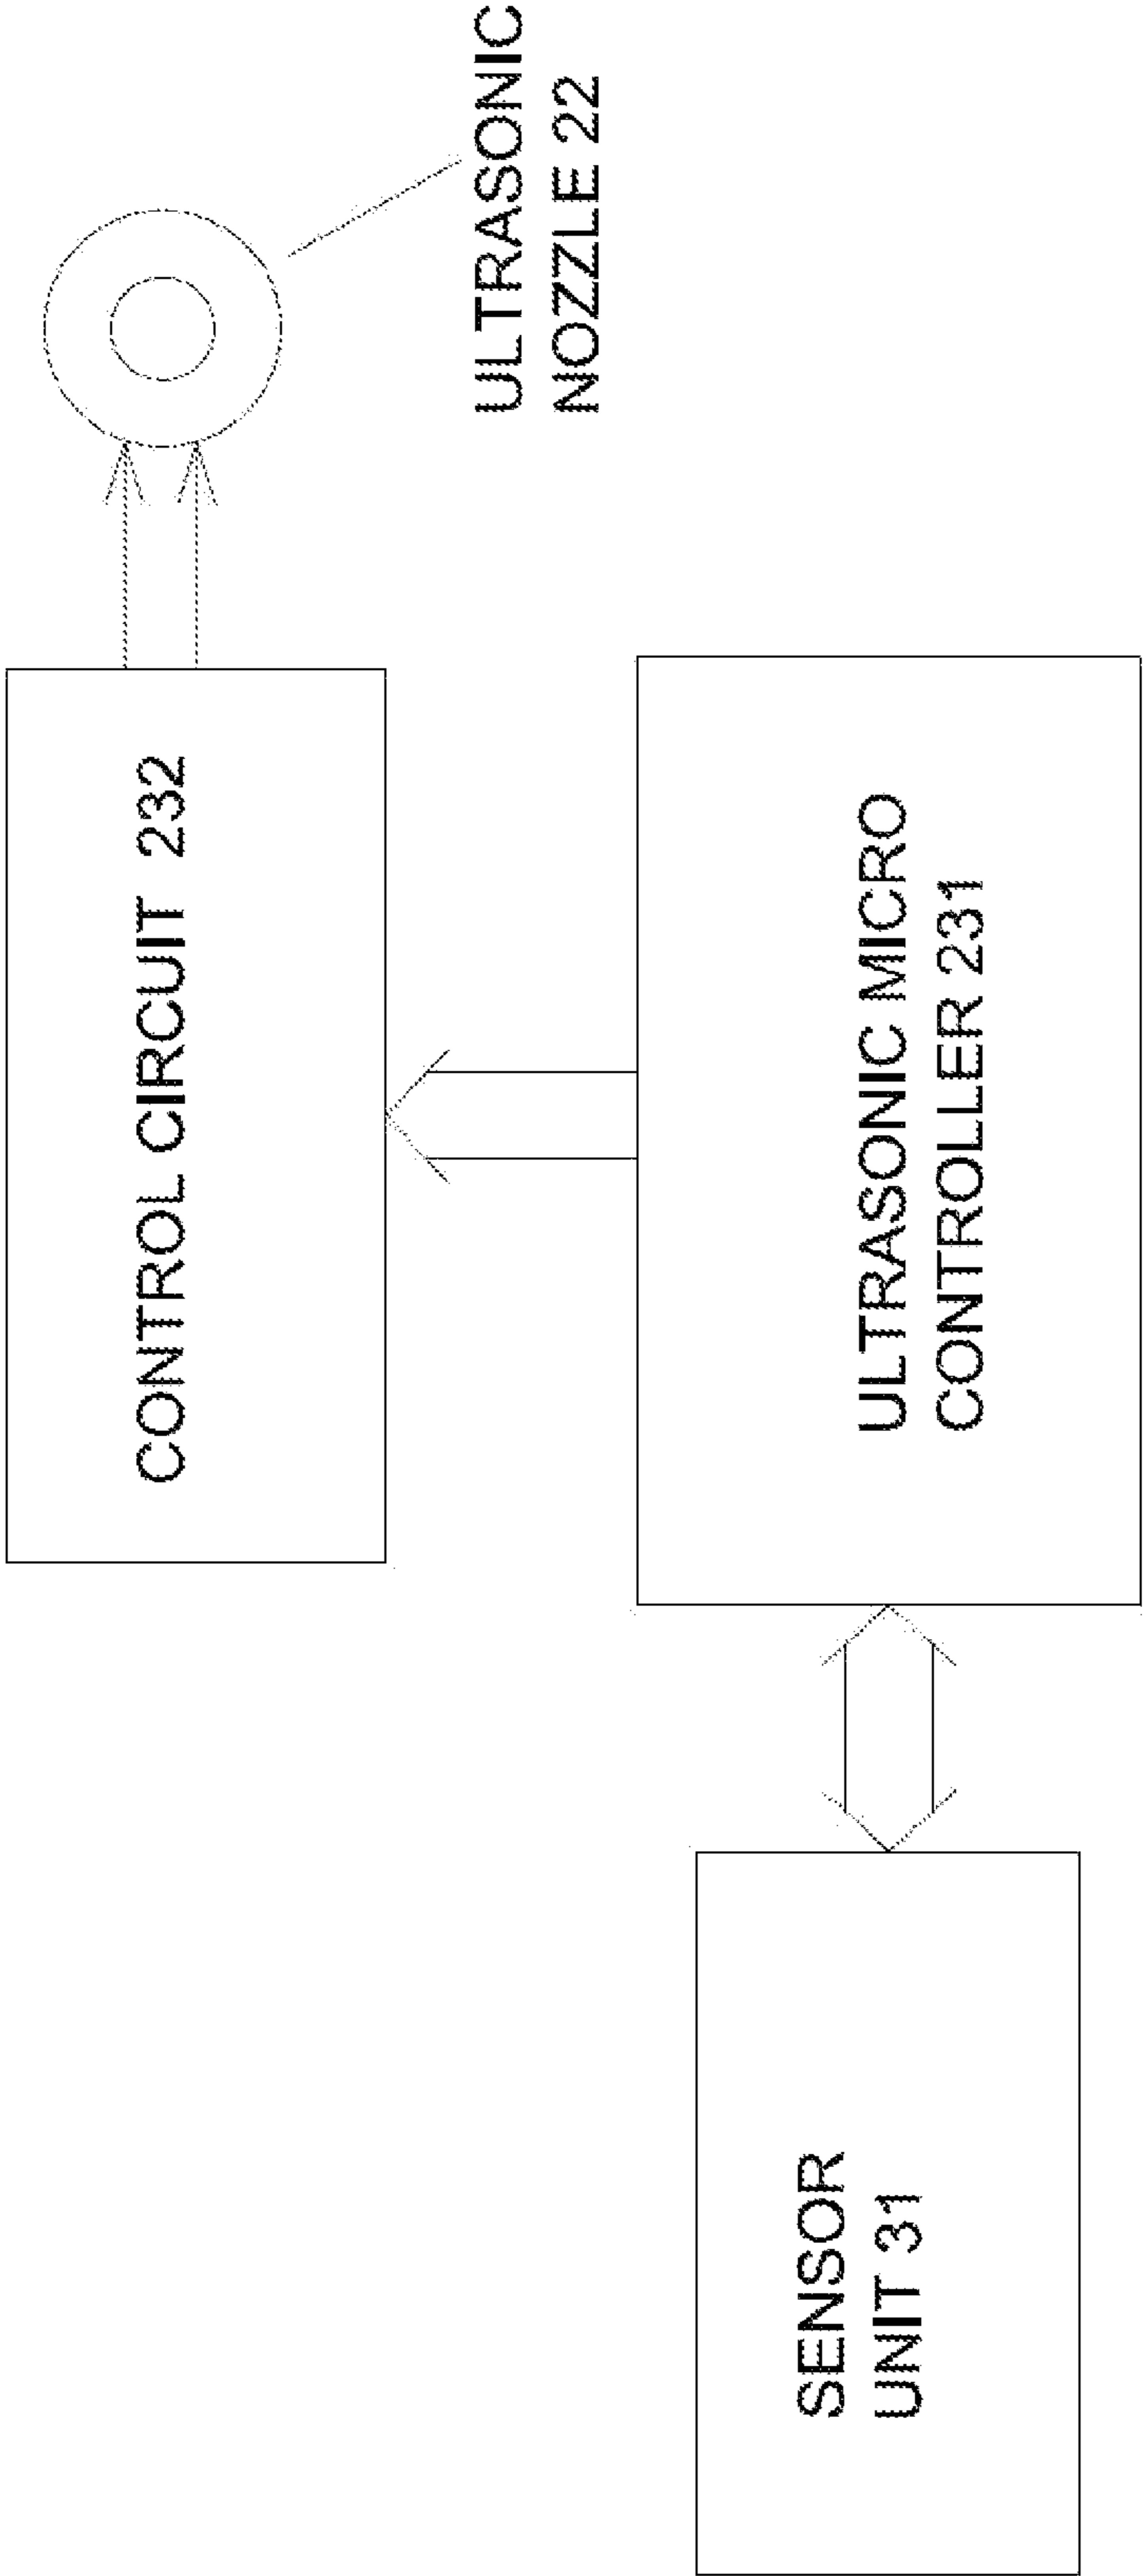 CONTROL CIRCUIT 232
ULTRASONIC
NOZZLE 22
SENSOR
UNIT 31
ULTRASONIC MICRO
CONTROLLER 231